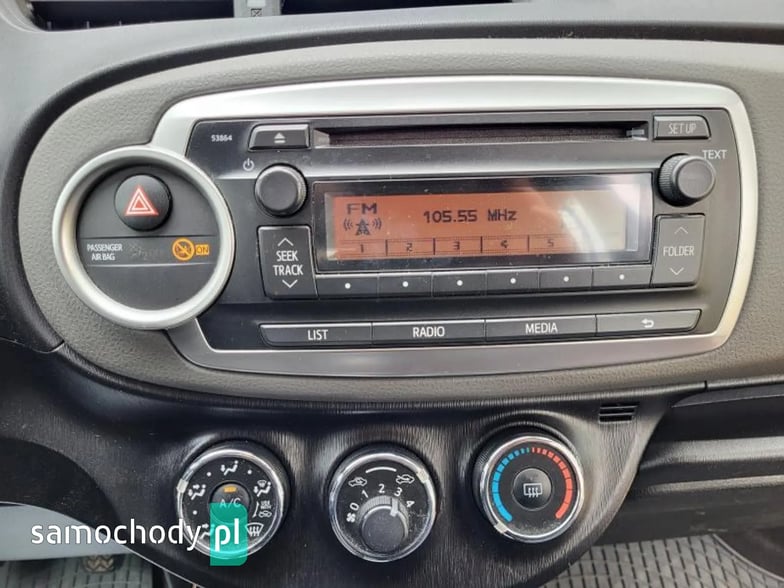 53864
SET UP
TEXT
FM
105.55 MHz
1 2 3 4 5
PASSENGER
AIR BAG
ON
SEEK
TRACK
FOLDER
LIST RADIO MEDIA
A/C
0 1 2 3 4
samochody.pl